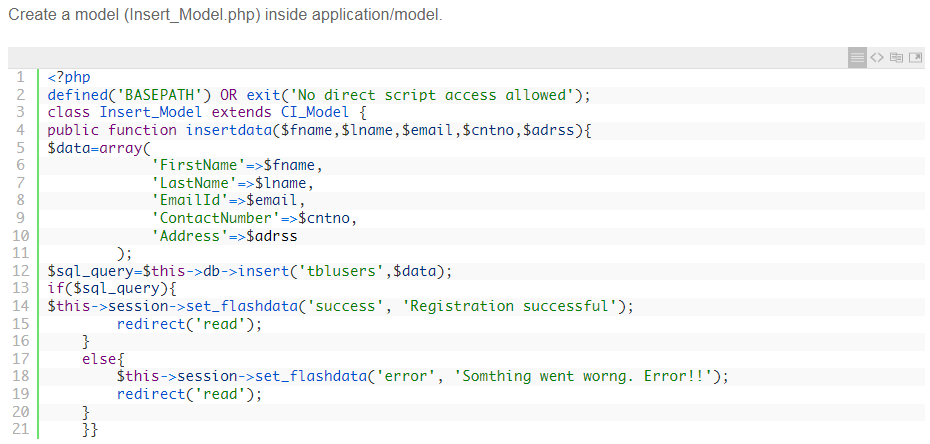 Create a model (Insert_Model.php) inside application/model.
1 <?php
2 defined('BASEPATH') OR exit('No direct script access allowed');
3 class Insert_Model extends CI_Model {
4 public function insertdata($fname,$lname,$email,$cntno,$adrss){
5 $data=array(
6             'FirstName'=>$fname,
7             'LastName'=>$lname,
8             'EmailId'=>$email,
9             'ContactNumber'=>$cntno,
10             'Address'=>$adrss
11         );
12 $sql_query=$this->db->insert('tblusers',$data);
13 if($sql_query){
14 $this->session->set_flashdata('success', 'Registration successful');
15         redirect('read');
16     }
17     else{
18         $this->session->set_flashdata('error', 'Somthing went worng. Error!!');
19         redirect('read');
20     }
21     }}